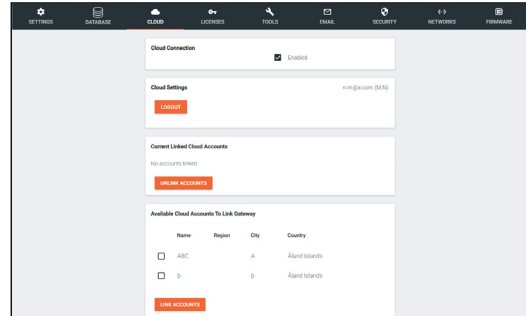 SETTINGS DATABASE CLOUD LICENSES TOOLS EMAIL SECURITY NETWORKS FIRMWARE
Cloud Connection
Enabled
Cloud Settings n.m@a.com (M;N)
LOGOUT
Current Linked Cloud Accounts
No accounts linked
UNLINK ACCOUNTS
Available Cloud Accounts To Link Gateway
Name Region City Country
ABC A Åland Islands
b b Åland Islands
LINK ACCOUNTS